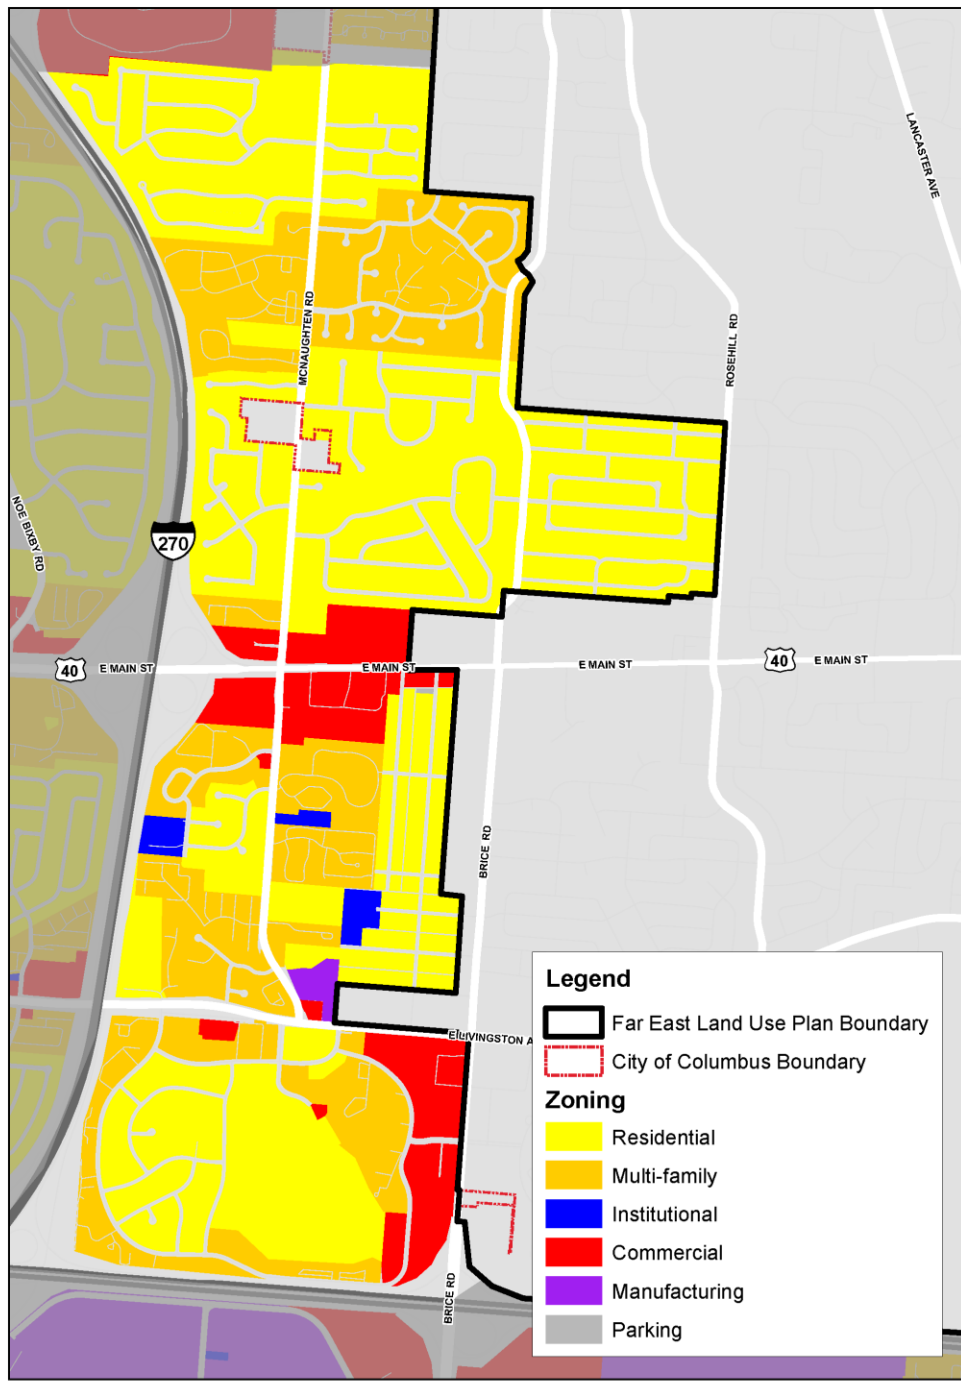 LANCASTER AVE
MCNAUGHTEN RD
ROSEHILL RD
NOE BIXBY RD
270
40
E MAIN ST
E MAIN ST
E MAIN ST
40
E MAIN ST
BRICE RD
E LIVINGSTON A
BRICE RD
Legend
Far East Land Use Plan Boundary
City of Columbus Boundary
Zoning
Residential
Multi-family
Institutional
Commercial
Manufacturing
Parking